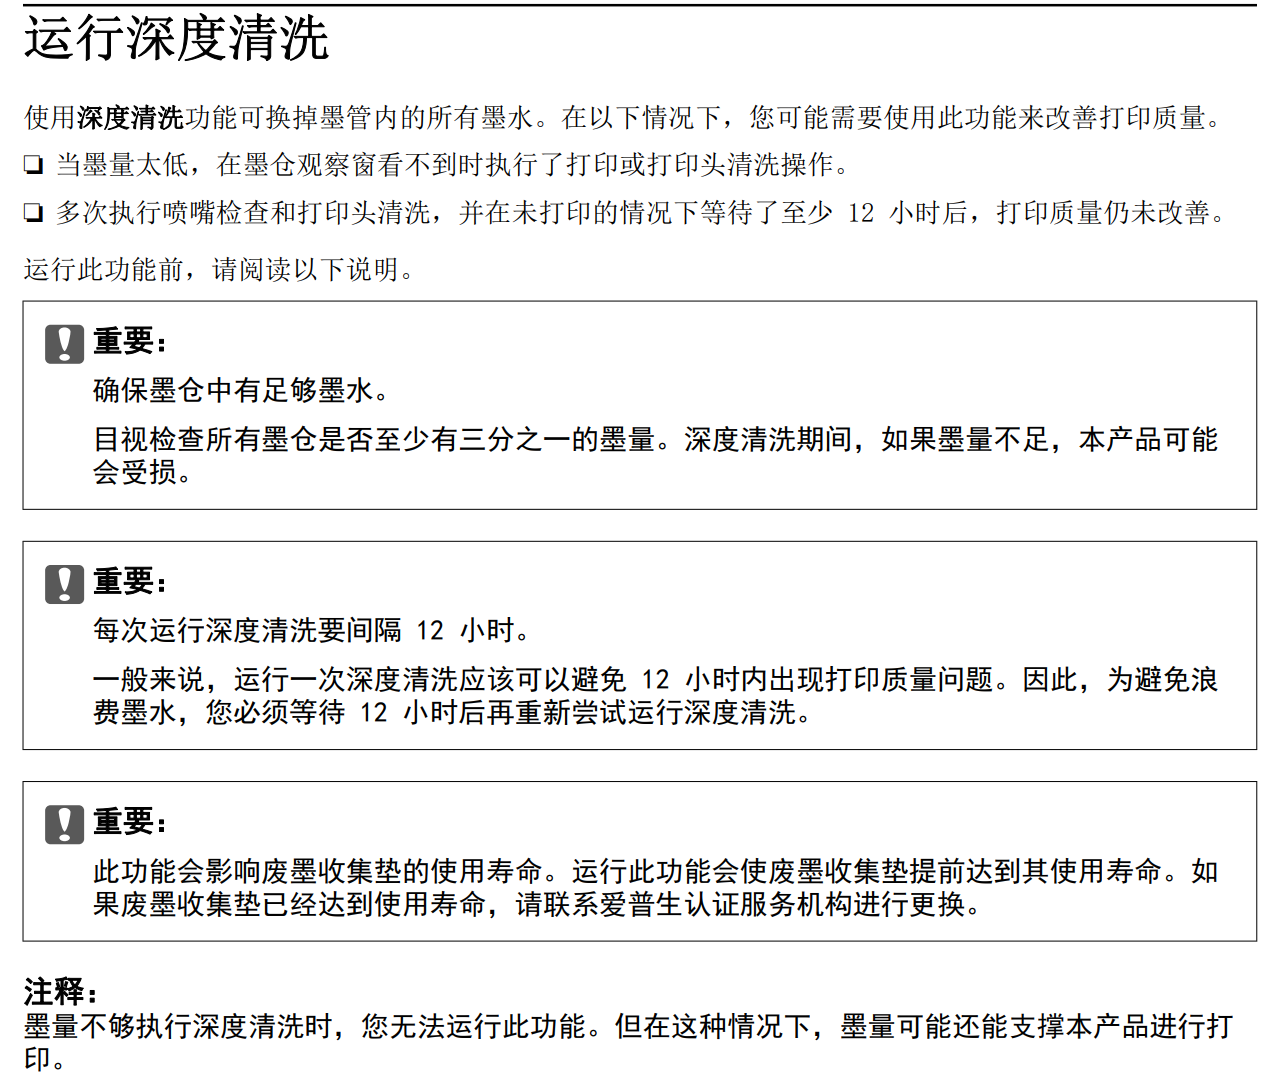 运行深度清洗
使用深度清洗功能可换掉墨管内的所有墨水。在以下情况下，您可能需要使用此功能来改善打印质量。
❏ 当墨量太低，在墨仓观察窗看不到时执行了打印或打印头清洗操作。
❏ 多次执行喷嘴检查和打印头清洗，并在未打印的情况下等待了至少 12 小时后，打印质量仍未改善。
运行此功能前，请阅读以下说明。
重要：
确保墨仓中有足够墨水。
目视检查所有墨仓是否至少有三分之一的墨量。深度清洗期间，如果墨量不足，本产品可能
会受损。
重要：
每次运行深度清洗要间隔 12 小时。
一般来说，运行一次深度清洗应该可以避免 12 小时内出现打印质量问题。因此，为避免浪
费墨水，您必须等待 12 小时后再重新尝试运行深度清洗。
重要：
此功能会影响废墨收集垫的使用寿命。运行此功能会使废墨收集垫提前达到其使用寿命。如
果废墨收集垫已经达到使用寿命，请联系爱普生认证服务机构进行更换。
注释：
墨量不够执行深度清洗时，您无法运行此功能。但在这种情况下，墨量可能还能支撑本产品进行打
印。